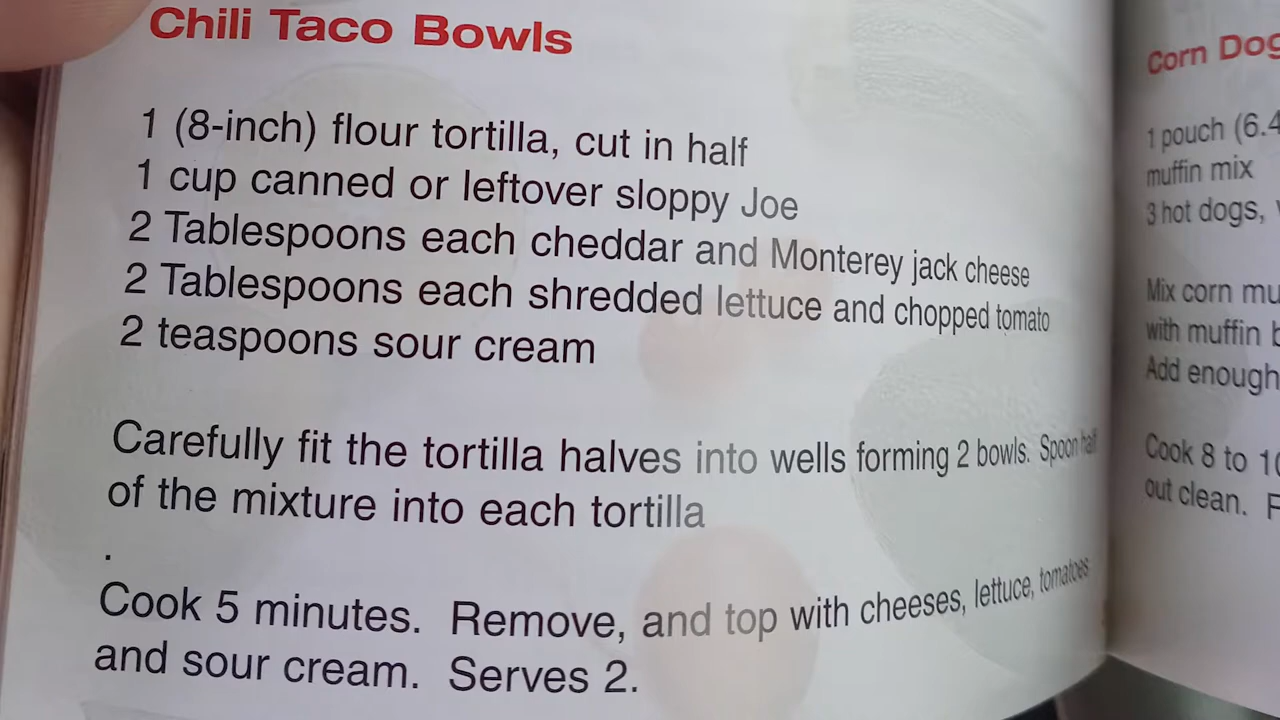 Chili Taco Bowls
1 (8-inch) flour tortilla, cut in half
1 cup canned or leftover sloppy Joe
2 Tablespoons each cheddar and Monterey jack cheese
2 Tablespoons each shredded lettuce and chopped tomato
2 teaspoons sour cream
Carefully fit the tortilla halves into wells forming 2 bowls. Spoon half
of the mixture into each tortilla
.
Cook 5 minutes. Remove, and top with cheeses, lettuce, tomatoes
and sour cream. Serves 2.
Corn
1 pouch (6.4
muffin mix
3 hot dogs,
Mix corn
with muffin
Add enough
Cook 8 to
out clean.